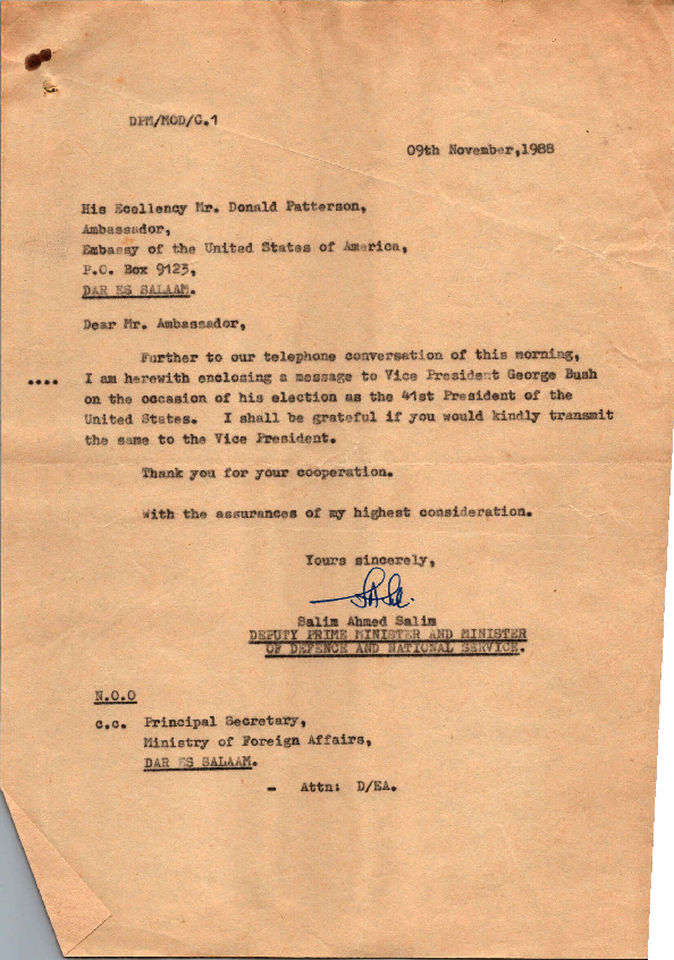 DPM/MOD/C.1
09th November,1988
His Ecellency Mr. Donald Patterson,
Ambassador,
Embassy of the United States of America,
P.O. Box 9123,
DAR ES SALAAM.
Dear Mr. Ambassador,
Further to our telephone conversation of this morning,
.... I am herewith enclosing a message to Vice President George Bush
on the occasion of his election as the 41st President of the
United States. I shall be grateful if you would kindly transmit
the same to the Vice President.
Thank you for your cooperation.
With the assurances of my highest consideration.
Yours sincerely,
Salim Ahmed Salim
DEPUTY PRIME MINISTER AND MINISTER
OF DEFENCE AND NATIONAL SERVICE.
N.O.O
c.c. Principal Secretary,
Ministry of Foreign Affairs,
DAR ES SALAAM.
- Attn: D/EA.